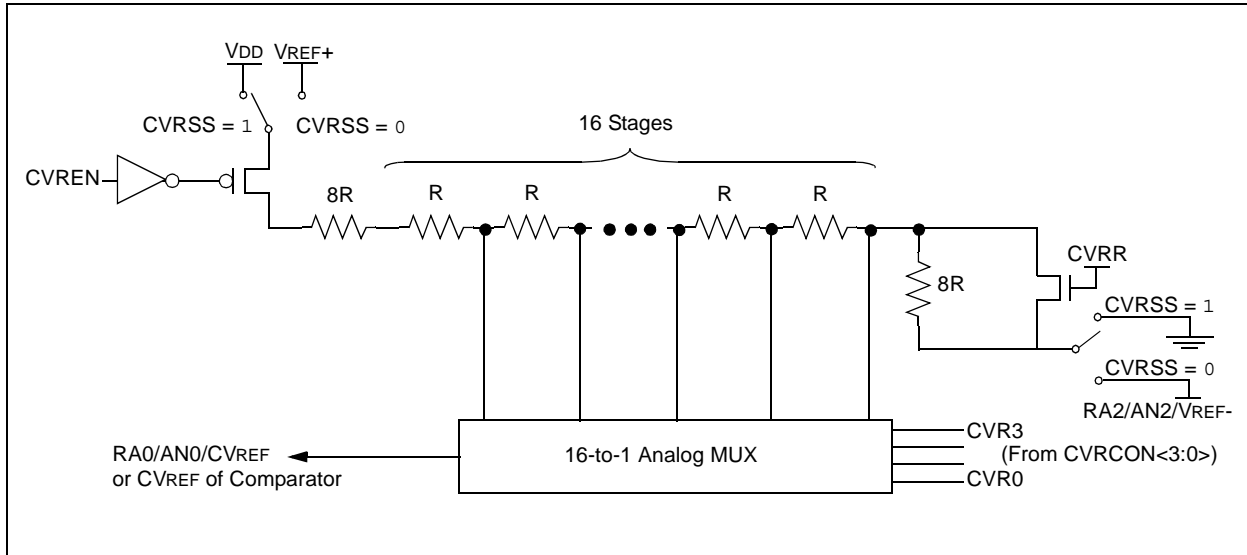 VDD VREF+
CVRSS = 1 CVRSS = 0
16 Stages
CVREN
8R R R R R
CVRR
8R
CVRSS = 1
CVRSS = 0
RA2/AN2/VREF-
16-to-1 Analog MUX
CVR3
(From CVRCON<3:0>)
CVR0
RA0/AN0/CVREF
or CVREF of Comparator